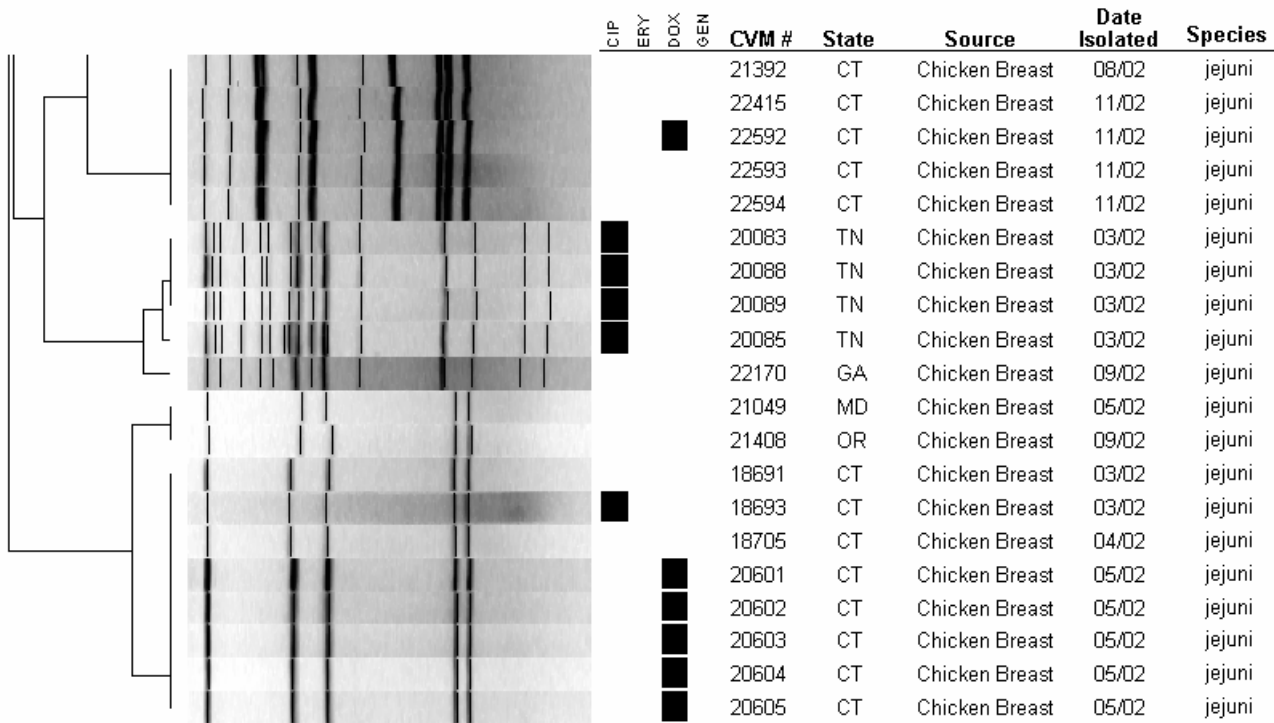 CIP ERY DOX GEN CVM # State Source Date Isolated Species
21392 CT Chicken Breast 08/02 jejuni
22415 CT Chicken Breast 11/02 jejuni
22592 CT Chicken Breast 11/02 jejuni
22593 CT Chicken Breast 11/02 jejuni
22594 CT Chicken Breast 11/02 jejuni
20083 TN Chicken Breast 03/02 jejuni
20088 TN Chicken Breast 03/02 jejuni
20089 TN Chicken Breast 03/02 jejuni
20085 TN Chicken Breast 03/02 jejuni
22170 GA Chicken Breast 09/02 jejuni
21049 MD Chicken Breast 05/02 jejuni
21408 OR Chicken Breast 09/02 jejuni
18691 CT Chicken Breast 03/02 jejuni
18693 CT Chicken Breast 03/02 jejuni
18705 CT Chicken Breast 04/02 jejuni
20601 CT Chicken Breast 05/02 jejuni
20602 CT Chicken Breast 05/02 jejuni
20603 CT Chicken Breast 05/02 jejuni
20604 CT Chicken Breast 05/02 jejuni
20605 CT Chicken Breast 05/02 jejuni